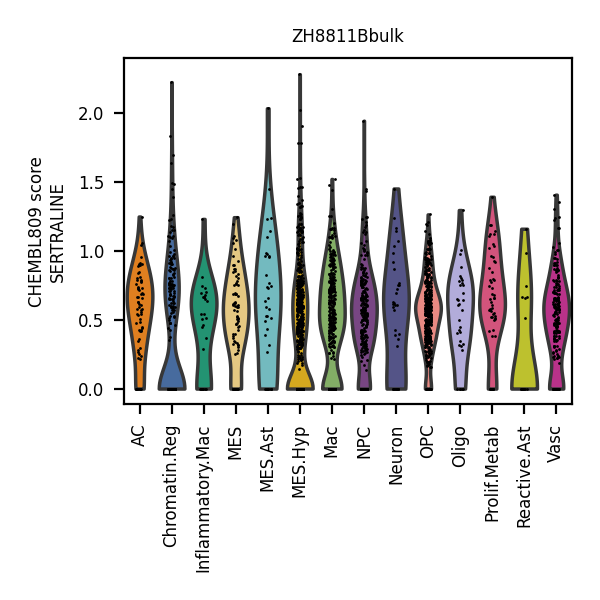 ZH8811Bbulk
CHEMBL809 score
SERTRALINE
2.0
1.5
1.0
0.5
0.0
AC
Chromatin.Reg
Inflammatory.Mac
MES
MES.Ast
MES.Hyp
Mac
NPC
Neuron
OPC
Oligo
Prolif.Metab
Reactive.Ast
Vasc